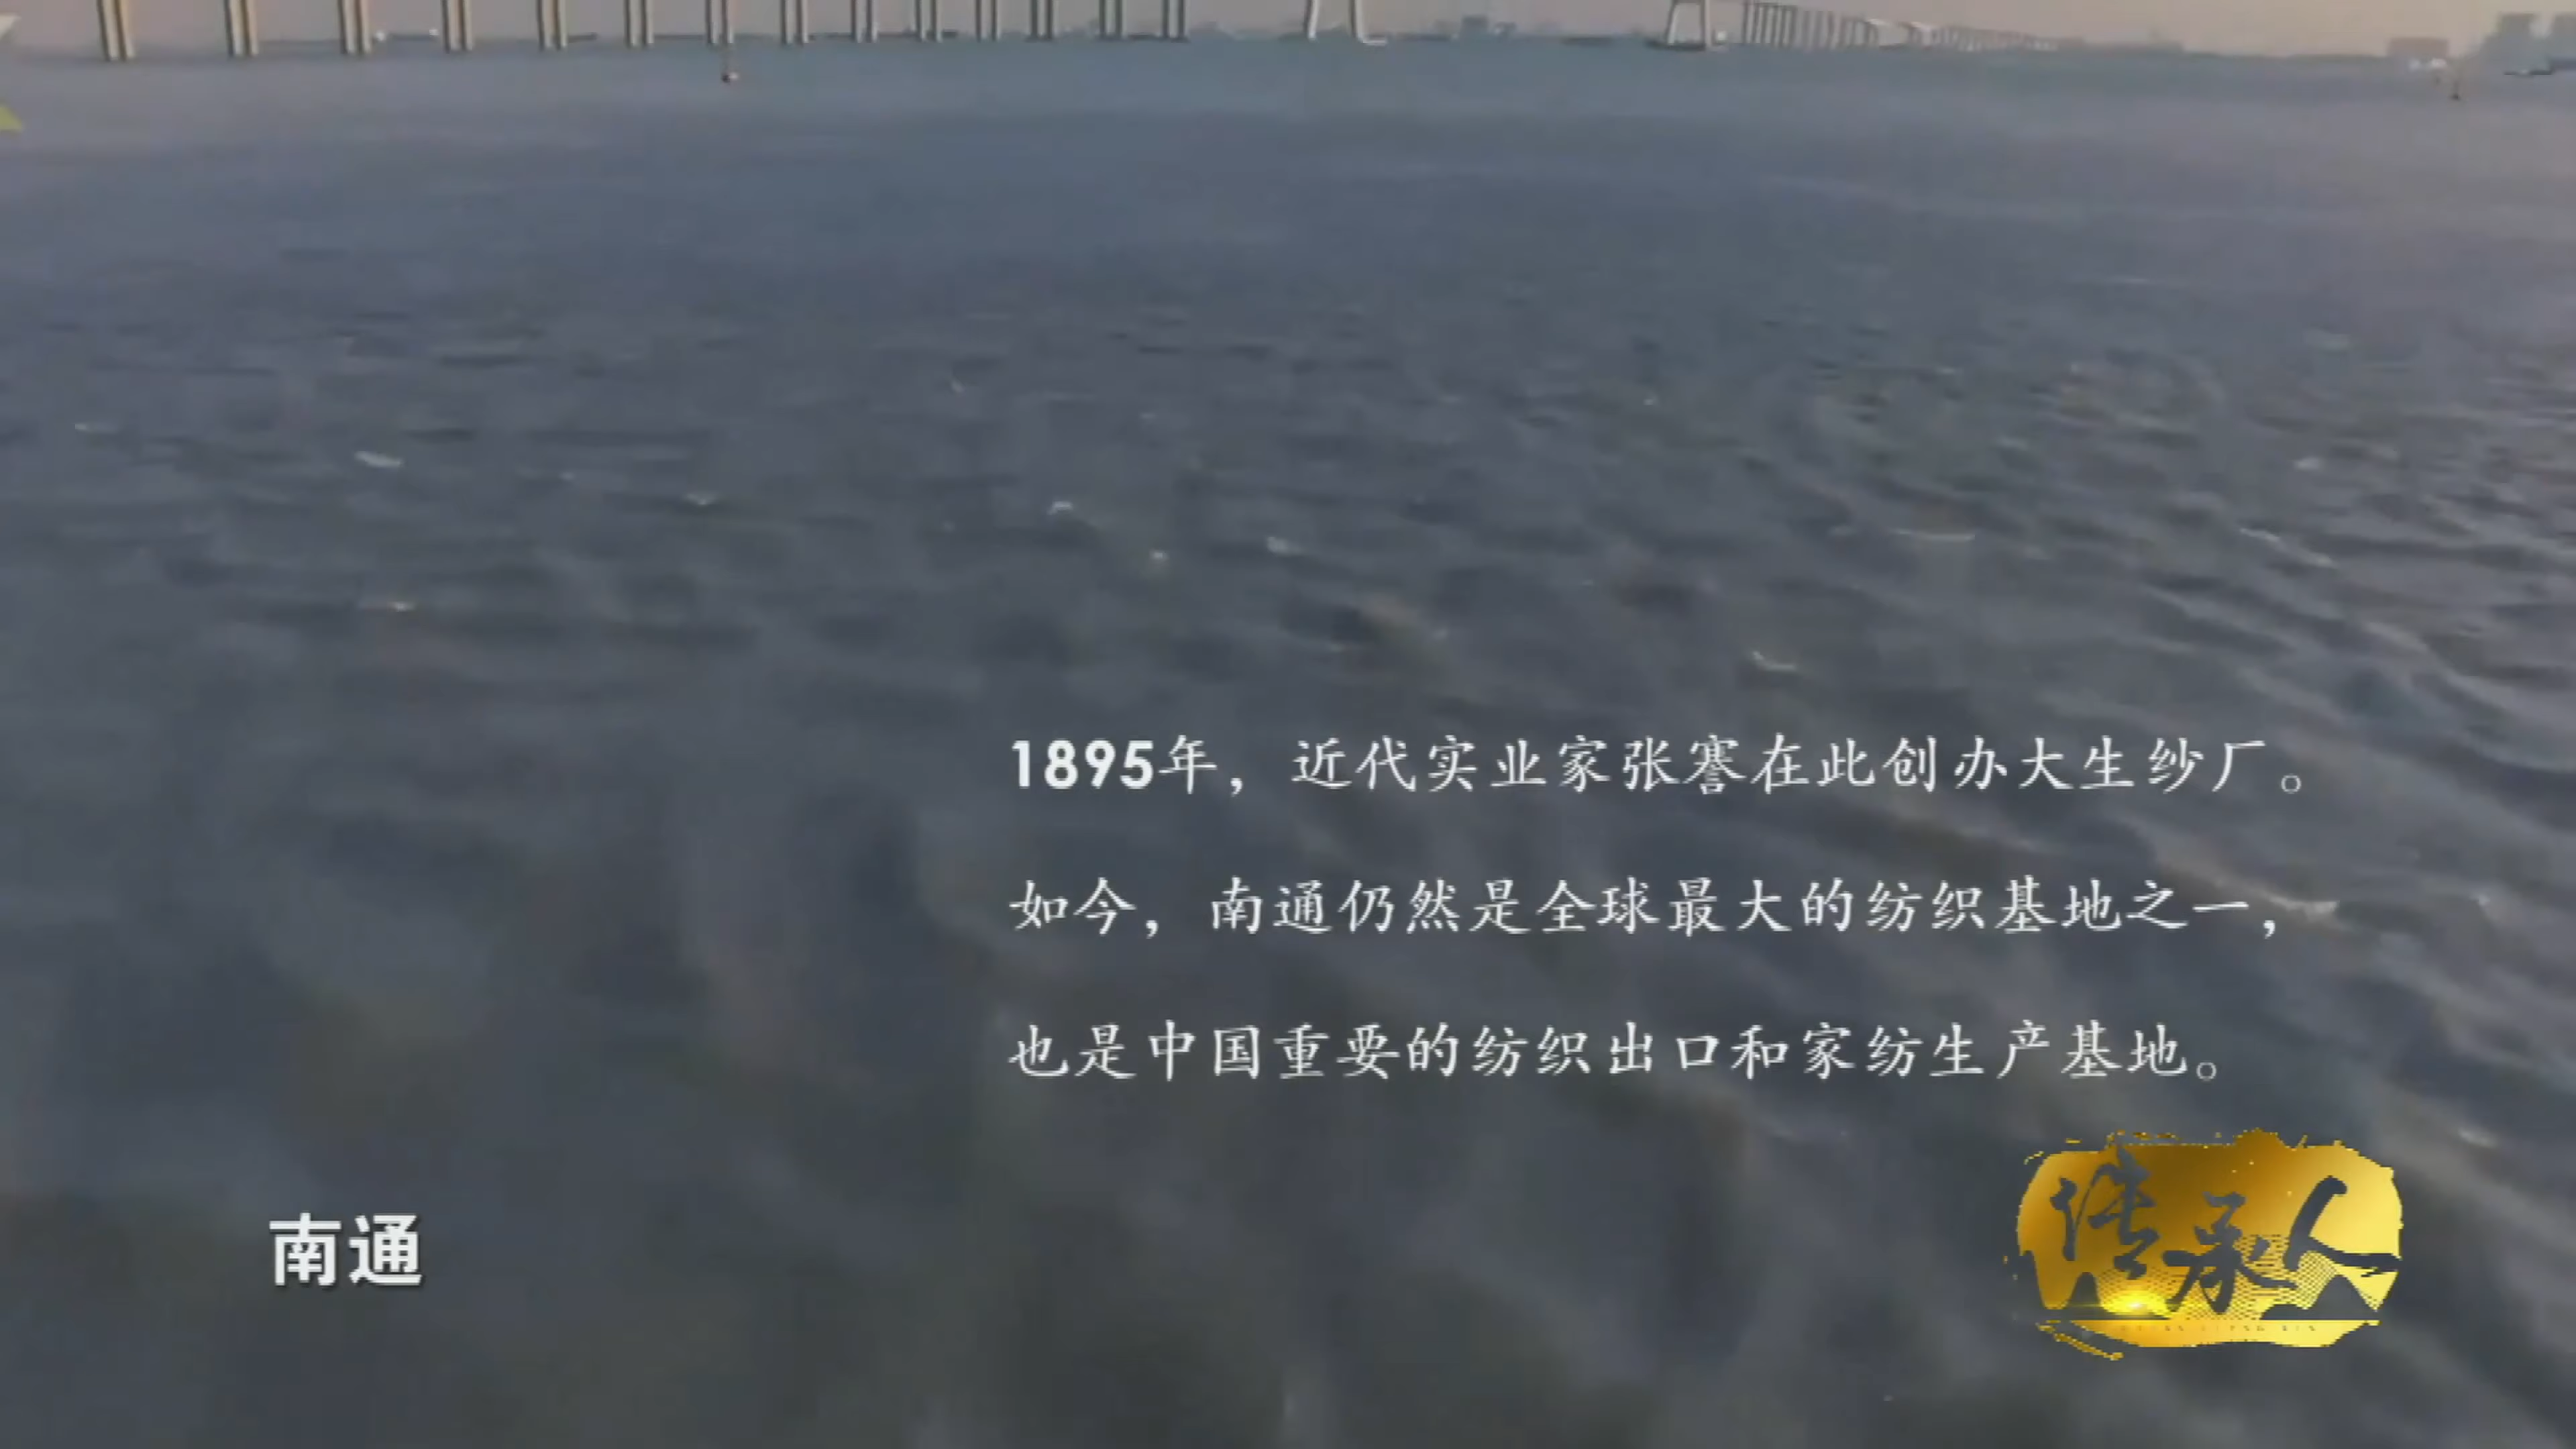 1895年，近代实业家张謇在此创办大生纱厂。
如今，南通仍然是全球最大的纺织基地之一，
也是中国重要的纺织出口和家纺生产基地。
南通
传承人